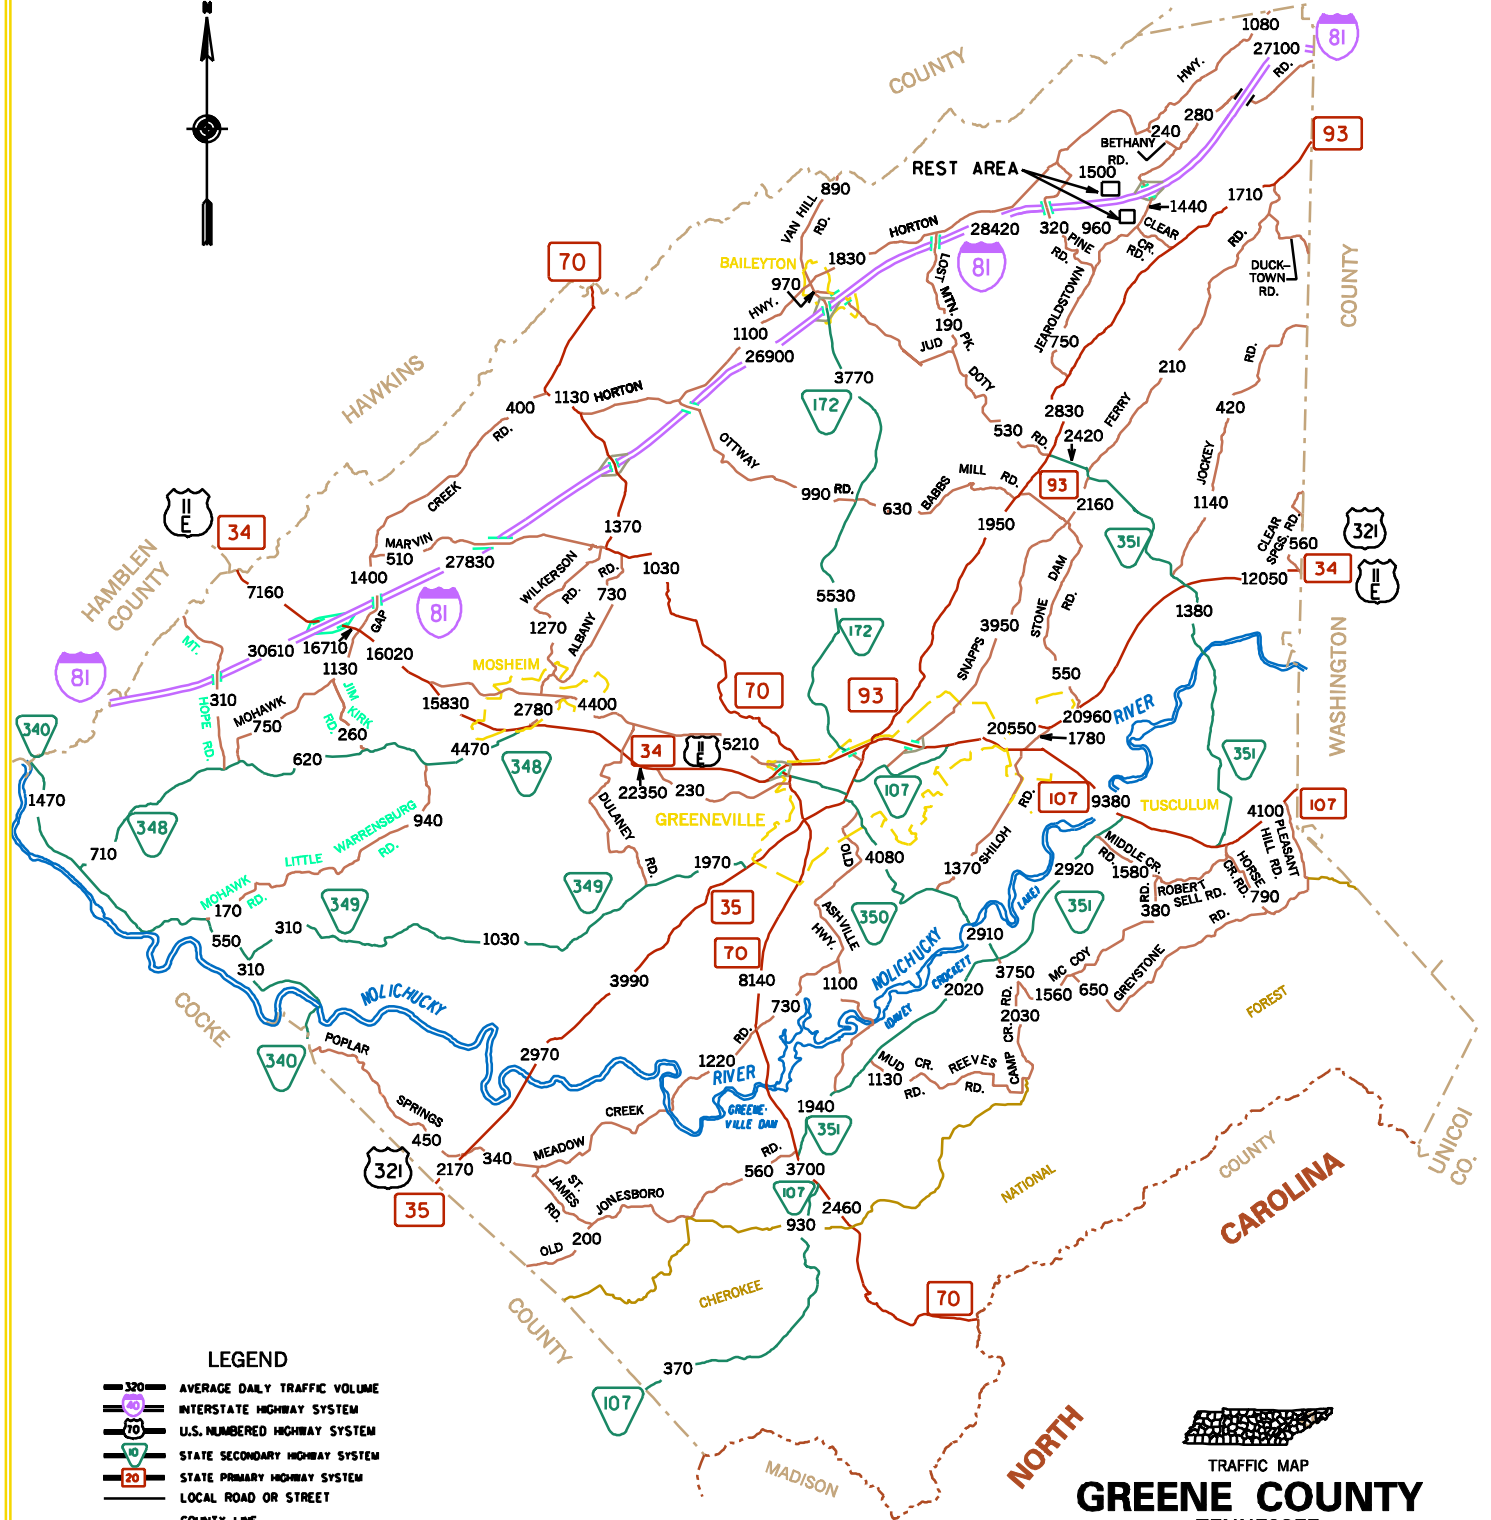 N
1080
81
27100
COUNTY
HWY.
RD.
280
240
BETHANY
RD.
93
REST AREA
1500
890
1710
1440
VAN HILL
RD.
HORTON
28420
320
960
CLEAR
CR.
RD.
PINE
RD.
RD.
70
BAILEYTON
1830
81
LOST MTN. PK.
DUCK-
TOWN
RD.
COUNTY
970
HWY.
JEAROLDSTOWN
1100
190
JUD
750
26900
RD.
HAWKINS
3770
DOTY
210
400
1130
HORTON
172
2830
FERRY
420
RD.
OTTWAY
530
RD.
2420
JOCKEY
CREEK
990
RD.
630
BABBS
MILL
RD.
93
2160
1140
11
E
34
1370
1950
351
CLEAR
SPGS. RD.
321
560
HAMBLEN
COUNTY
MARVIN
510
27830
WILKERSON
RD.
RD.
1030
STONE DAM
RD.
34
11
E
12050
7160
1400
730
5530
1380
81
GAP
1270
ALBANY
172
3950
MT.
30610
16710
16020
MOSHEIM
SNAPPS
WASHINGTON
81
1130
550
310
JIM
KIRK
RD.
15830
2780
4400
70
93
RIVER
340
HOPE RD.
MOHAWK
750
260
20960
20550
1780
620
4470
348
34
11
E
5210
351
1470
22350
230
107
107
9380
TUSCULUM
107
348
LITTLE
WARRENSBURG
RD.
940
DULANEY
RD.
GREENEVILLE
RD.
4100
PLEASANT
HILL RD.
710
OLD
4080
SHILOH
MIDDLE CR.
RD.
1970
1370
2920
1580
HORSE
CR. RD.
MOHAWK
RD.
349
349
35
LAKE)
ROBERT
SELL RD.
RD.
380
790
170
310
ASHVILLE
HWY.
350
351
RD.
550
1030
70
2910
NOLICHUCKY
310
3990
8140
1100
CROCKETT
3750
MC COY
GREYSTONE
2020
1560
650
COCKE
NOLICHUCKY
730
(DAVEY
RD.
2030
FOREST
POPLAR
2970
RD.
CAMP CR.
340
1220
RIVER
MUD
CR.
RD.
1130
REEVES
RD.
SPRINGS
CREEK
GREENE-
VILLE DAM
1940
351
450
MEADOW
RD.
UNICOI
CO.
321
2170
340
560
3700
COUNTY
CAROLINA
35
ST.
JAMES
RD.
JONESBORO
107
2460
NATIONAL
930
OLD
200
CHEROKEE
70
COUNTY
370
107
NORTH
MADISON
LEGEND
320 AVERAGE DAILY TRAFFIC VOLUME
40 INTERSTATE HIGHWAY SYSTEM
70 U.S. NUMBERED HIGHWAY SYSTEM
10 STATE SECONDARY HIGHWAY SYSTEM
20 STATE PRIMARY HIGHWAY SYSTEM
LOCAL ROAD OR STREET
COUNTY LINE
TRAFFIC MAP
GREENE COUNTY
TENNESSEE